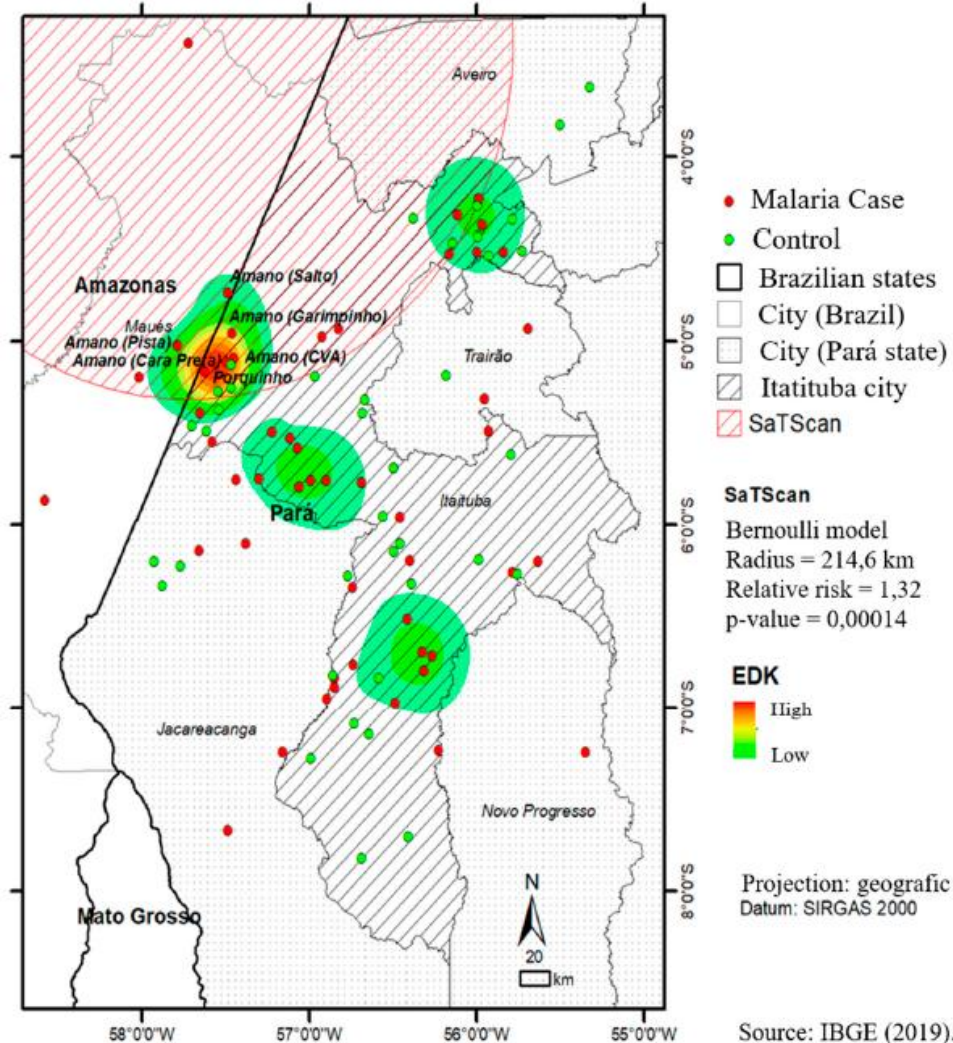 Aveiro
Amazonas
Amano (Salto)
Maués
Amano (Garimpinho)
Amano (Pista)
Amano (Cara Preta)
Amano (CVA)
Porquinho
Trairão
Pará
Itaituba
Jacareacanga
Novo Progresso
Mato Grosso
N
20
km
4°0'0"S
5°0'0"S
6°0'0"S
7°0'0"S
8°0'0"S
58°0'0"W
57°0'0"W
56°0'0"W
55°0'0"W
Malaria Case
Control
Brazilian states
City (Brazil)
City (Pará state)
Itatituba city
SaTScan
SaTScan
Bernoulli model
Radius = 214,6 km
Relative risk = 1,32
p-value = 0,00014
EDK
High
Low
Projection: geografic
Datum: SIRGAS 2000
Source: IBGE (2019).